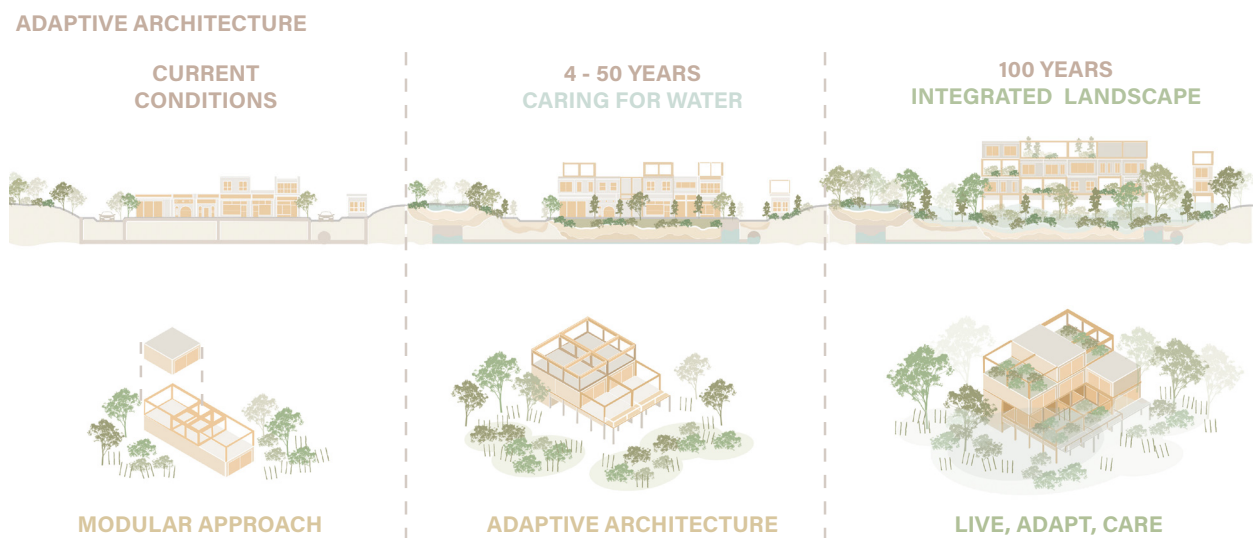 ADAPTIVE ARCHITECTURE
CURRENT
CONDITIONS
4 - 50 YEARS
CARING FOR WATER
100 YEARS
INTEGRATED LANDSCAPE
MODULAR APPROACH
ADAPTIVE ARCHITECTURE
LIVE, ADAPT, CARE